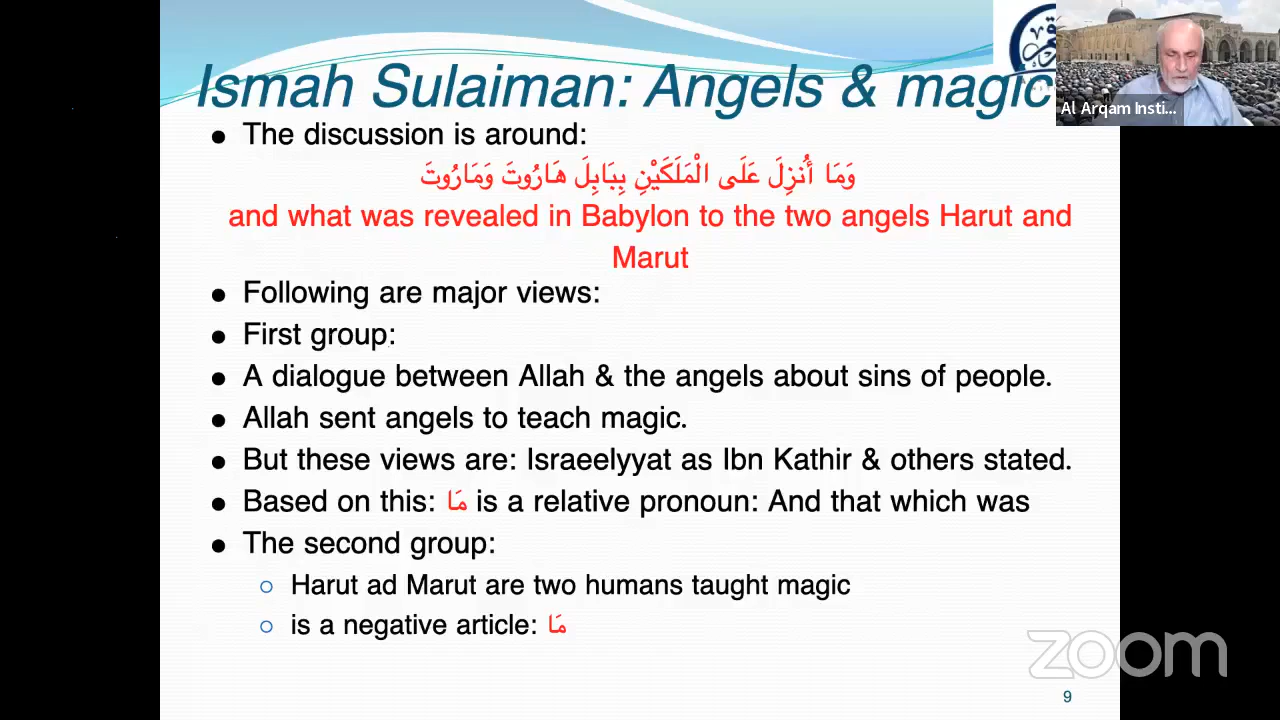 Ismah Sulaiman: Angels & magic
Al Arqam Insti...
● The discussion is around:
وَمَا أُنزِلَ عَلَى الْمَلَكَيْنِ بِبَابِلَ هَارُوتَ وَمَارُوتَ
and what was revealed in Babylon to the two angels Harut and
Marut
● Following are major views:
● First group:
● A dialogue between Allah & the angels about sins of people.
● Allah sent angels to teach magic.
● But these views are: Israeelyyat as Ibn Kathir & others stated.
● Based on this: مَا is a relative pronoun: And that which was
● The second group:
○ Harut ad Marut are two humans taught magic
○ is a negative article: مَا
zoom
9